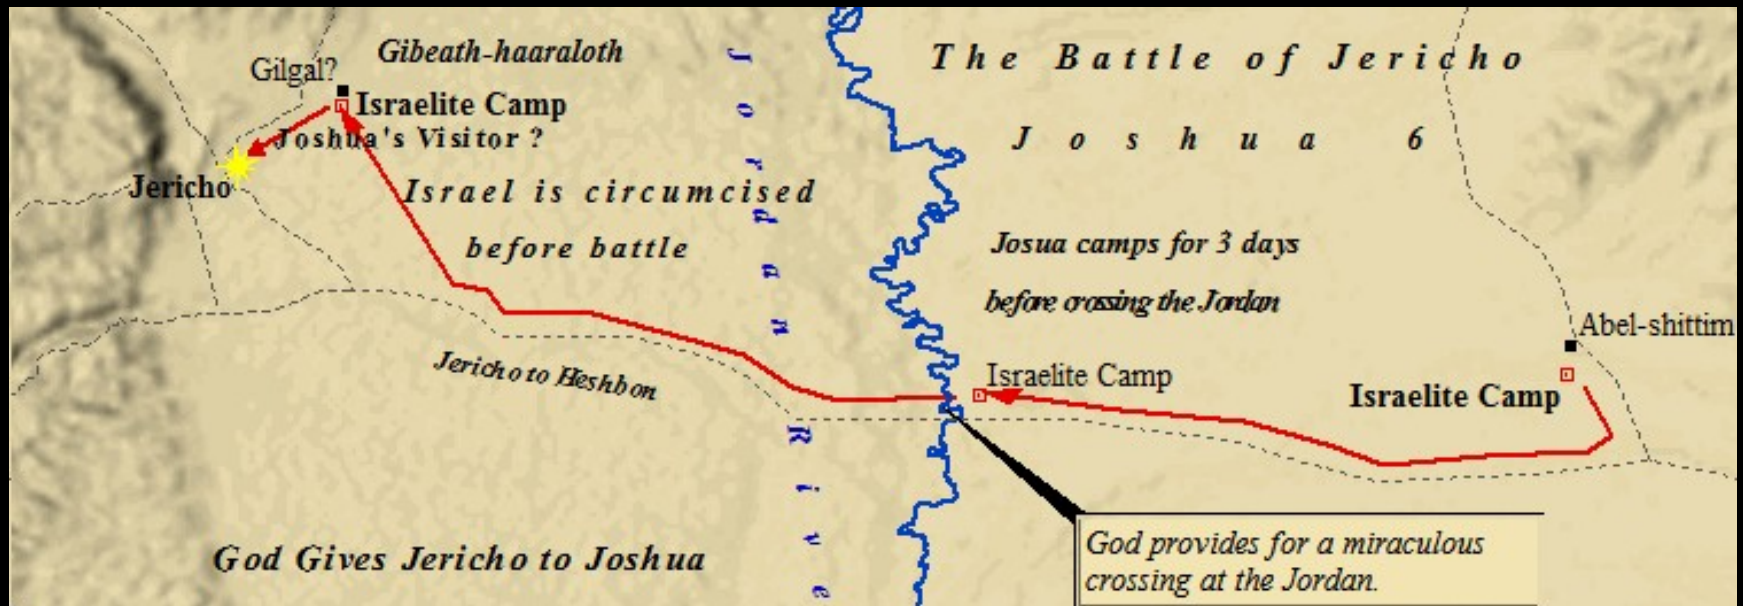 Gibeath-haaraloth
Gilgal?
Israelite Camp
Joshua's Visitor ?
Jericho
Israel is circumcised
before battle
Jericho to Heshbon
God Gives Jericho to Joshua
Jordan Rive
The Battle of Jericho
Joshua 6
Josua camps for 3 days
before crossing the Jordan
Israelite Camp
Abel-shittim
Israelite Camp
God provides for a miraculous
crossing at the Jordan.